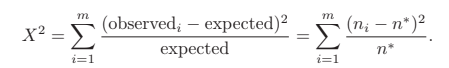 $X^2 = \sum_{i=1}^{m} \frac{(\text{observed}_i - \text{expected})^2}{\text{expected}} = \sum_{i=1}^{m} \frac{(n_i - n^*)^2}{n^*}.$